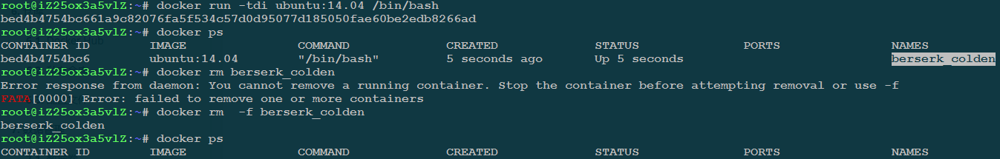 root@iZ25ox3a5vlZ:~# docker run -tdi ubuntu:14.04 /bin/bash
bed4b4754bc661a9c82076fa5f534c57d0d95077d185050fae60be2edb8266ad
root@iZ25ox3a5vlZ:~# docker ps
CONTAINER ID        IMAGE               COMMAND             CREATED             STATUS              PORTS               NAMES
bed4b4754bc6        ubuntu:14.04        "/bin/bash"         5 seconds ago       Up 5 seconds                            berserk_colden
root@iZ25ox3a5vlZ:~# docker rm berserk_colden
Error response from daemon: You cannot remove a running container. Stop the container before attempting removal or use -f
FATA[0000] Error: failed to remove one or more containers
root@iZ25ox3a5vlZ:~# docker rm  -f berserk_colden
berserk_colden
root@iZ25ox3a5vlZ:~# docker ps
CONTAINER ID        IMAGE               COMMAND             CREATED             STATUS              PORTS               NAMES